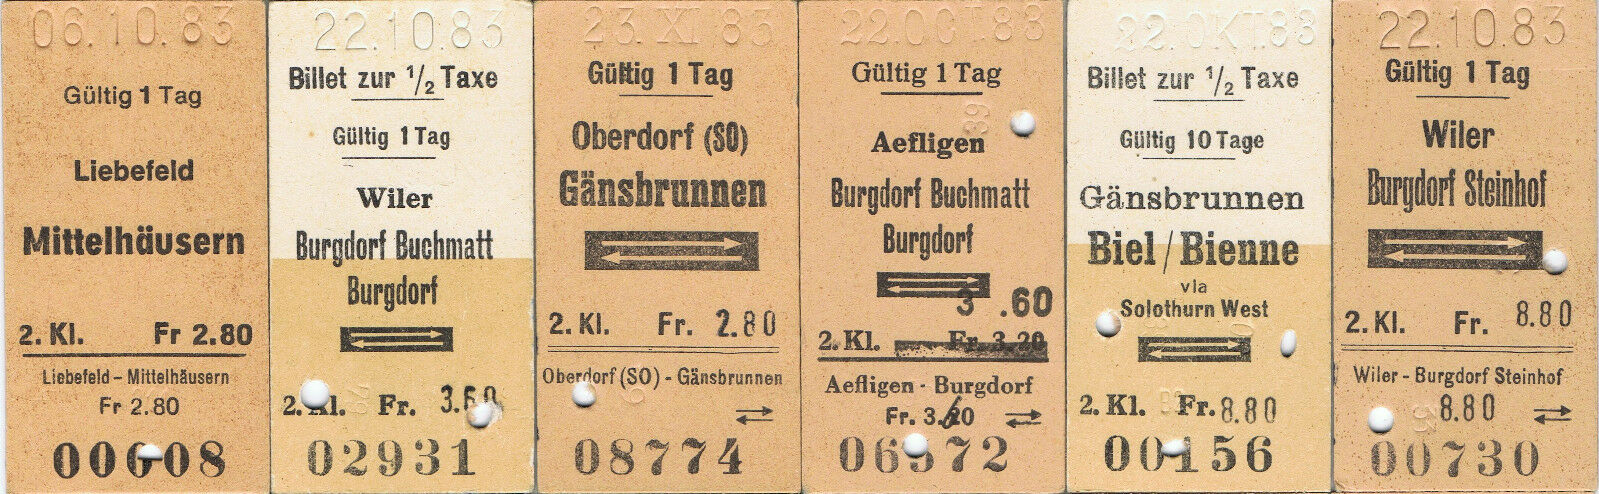 06.10.83
Gültig 1 Tag
Liebefeld
Mittelhäusern
2. Kl. Fr 2.80
Liebefeld – Mittelhäusern
Fr 2.80
00008
22.10.83
Billet zur 1/2 Taxe
Gültig 1 Tag
Wiler
Burgdorf Buchmatt
Burgdorf
2. Kl. Fr. 3.60
02931
23. XI 83
Gültig 1 Tag
Oberdorf (SO)
Gänsbrunnen
2. Kl. Fr. 2.80
Oberdorf (SO) - Gänsbrunnen
08774
22.OCT.83
Gültig 1 Tag
39
Aefligen
Burgdorf Buchmatt
Burgdorf
3 .60
2. Kl. Fr. 3.20
Aefligen - Burgdorf
Fr. 3.60
06572
22.OKT.83
Billet zur 1/2 Taxe
Gültig 10 Tage
Gänsbrunnen
Biel / Bienne
via
Solothurn West
2. Kl. Fr. 8.80
00156
22.10.83
Gültig 1 Tag
Wiler
Burgdorf Steinhof
2. Kl. Fr. 8.80
Wiler - Burgdorf Steinhof
8.80
00730